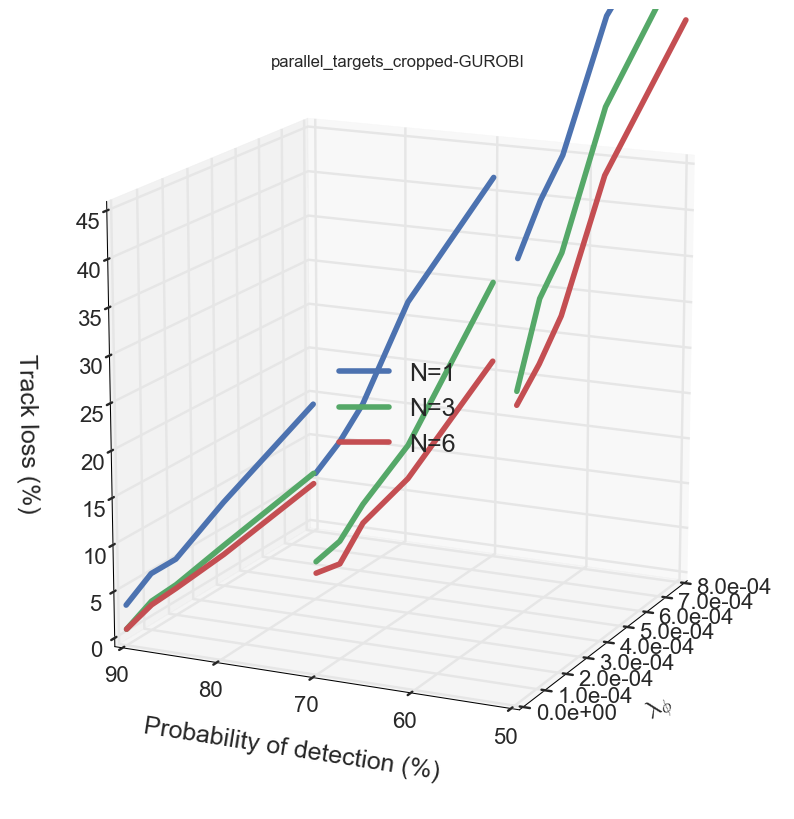 parallel_targets_cropped-GUROBI
45
40
35
30
25
20
15
10
5
0
Track loss (%)
N=1
N=3
N=6
90
80
70
60
50
Probability of detection (%)
8.0e-04
7.0e-04
6.0e-04
5.0e-04
4.0e-04
3.0e-04
2.0e-04
1.0e-04
0.0e+00
λϕ